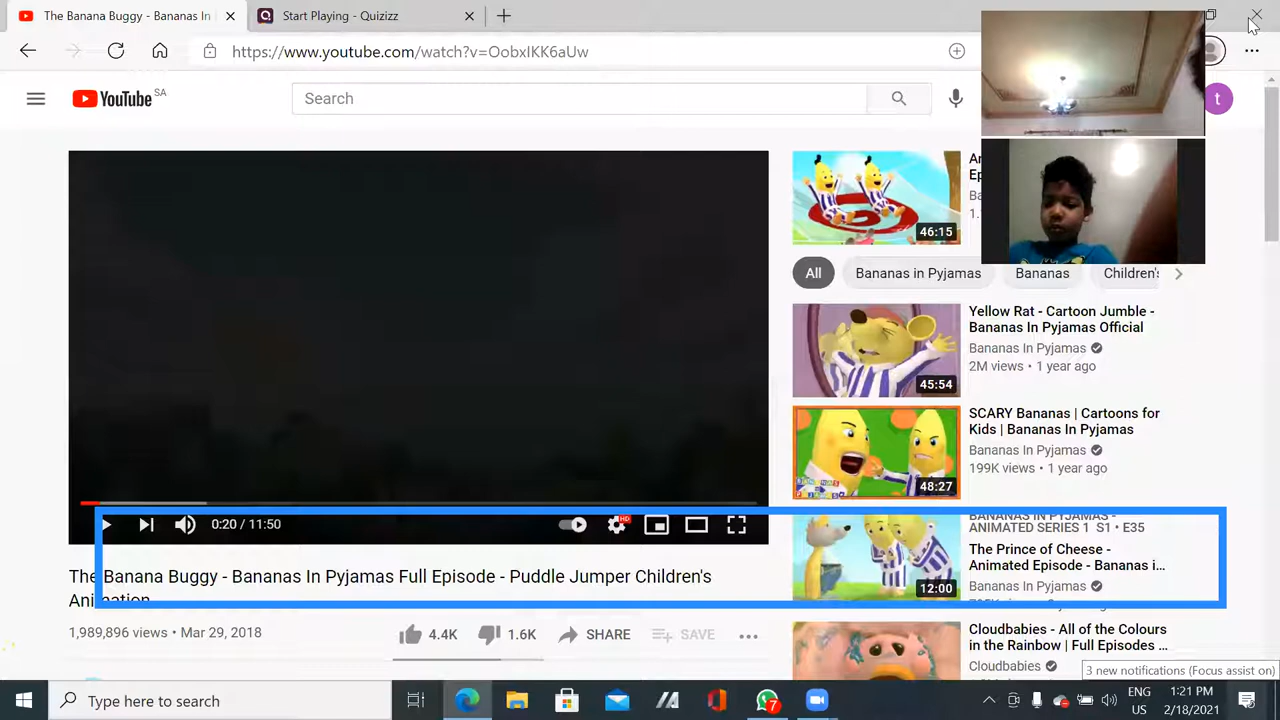 The Banana Buggy - Bananas In
Start Playing - Quizizz
https://www.youtube.com/watch?v=OobxIKK6aUw
YouTube SA
Search
t
46:15
All
Bananas in Pyjamas
Bananas
Children's
Yellow Rat - Cartoon Jumble -
Bananas In Pyjamas Official
Bananas In Pyjamas
2M views • 1 year ago
45:54
SCARY Bananas | Cartoons for
Kids | Bananas In Pyjamas
Bananas In Pyjamas
199K views • 1 year ago
48:27
0:20 / 11:50
HD
BANANAS IN PYJAMAS -
ANIMATED SERIES 1 S1 • E35
The Prince of Cheese -
Animated Episode - Bananas i...
Bananas In Pyjamas
12:00
The Banana Buggy - Bananas In Pyjamas Full Episode - Puddle Jumper Children's
Animation
1,989,896 views • Mar 29, 2018
4.4K
1.6K
SHARE
SAVE
Cloudbabies - All of the Colours
in the Rainbow | Full Episodes ...
Cloudbabies
3 new notifications (Focus assist on)
Type here to search
7
ENG
US
1:21 PM
2/18/2021